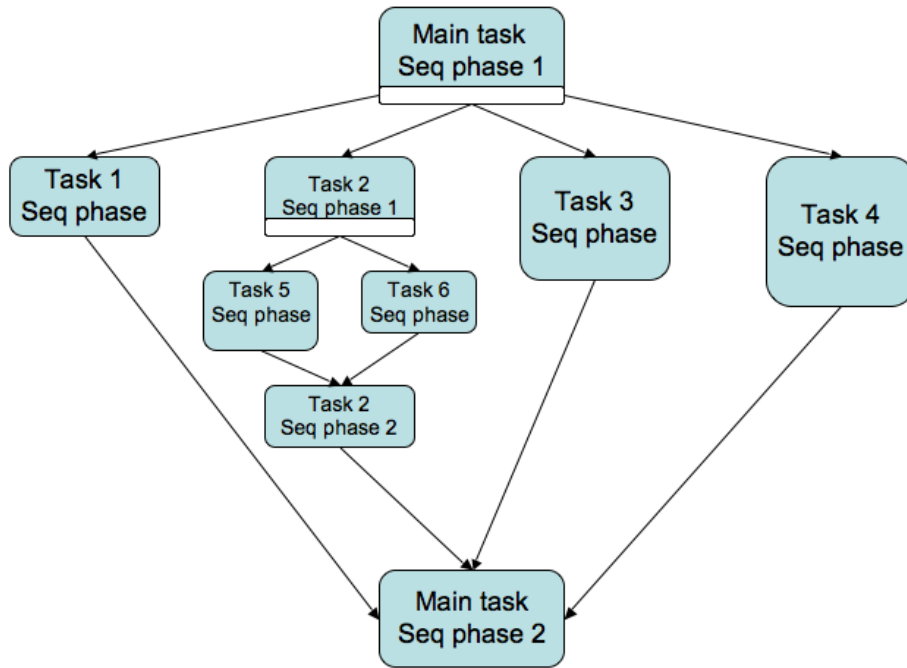 Main task
Seq phase 1
Task 1
Seq phase
Task 2
Seq phase 1
Task 3
Seq phase
Task 4
Seq phase
Task 5
Seq phase
Task 6
Seq phase
Task 2
Seq phase 2
Main task
Seq phase 2